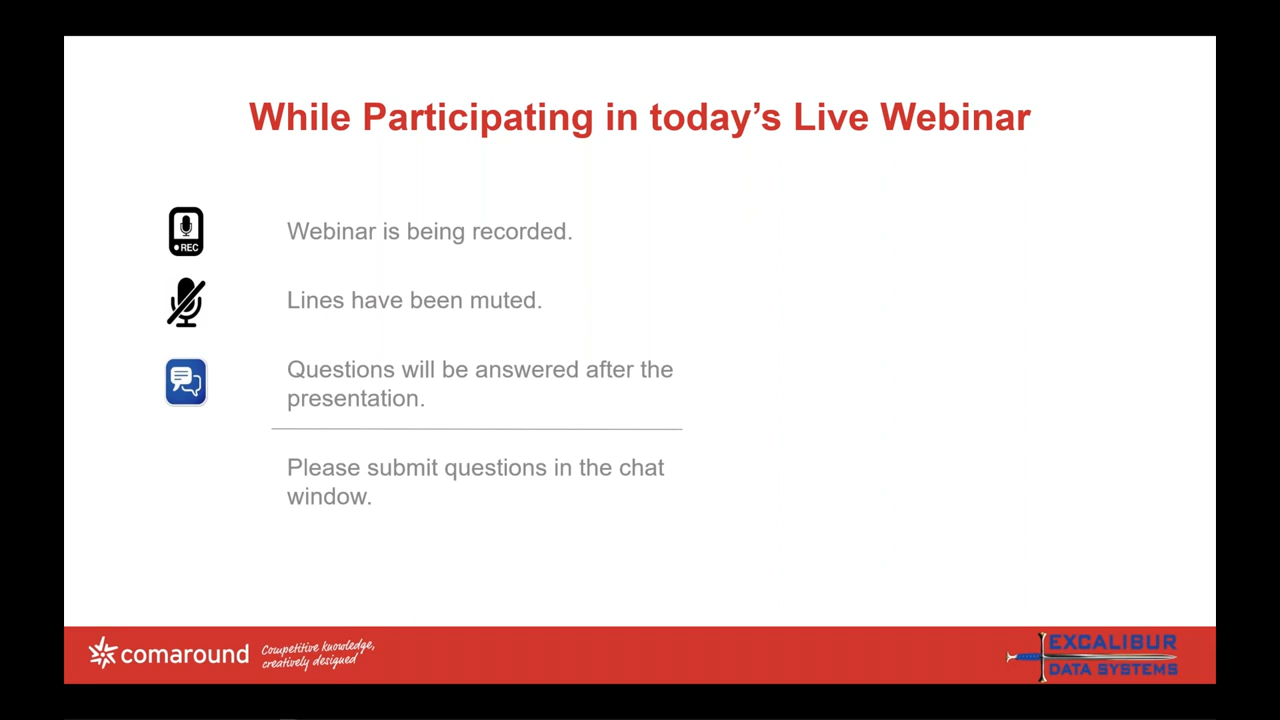 While Participating in today’s Live Webinar
REC
Webinar is being recorded.
Lines have been muted.
Questions will be answered after the
presentation.
Please submit questions in the chat
window.
comaround
Competitive knowledge,
creatively designed
EXCALIBUR
DATA SYSTEMS